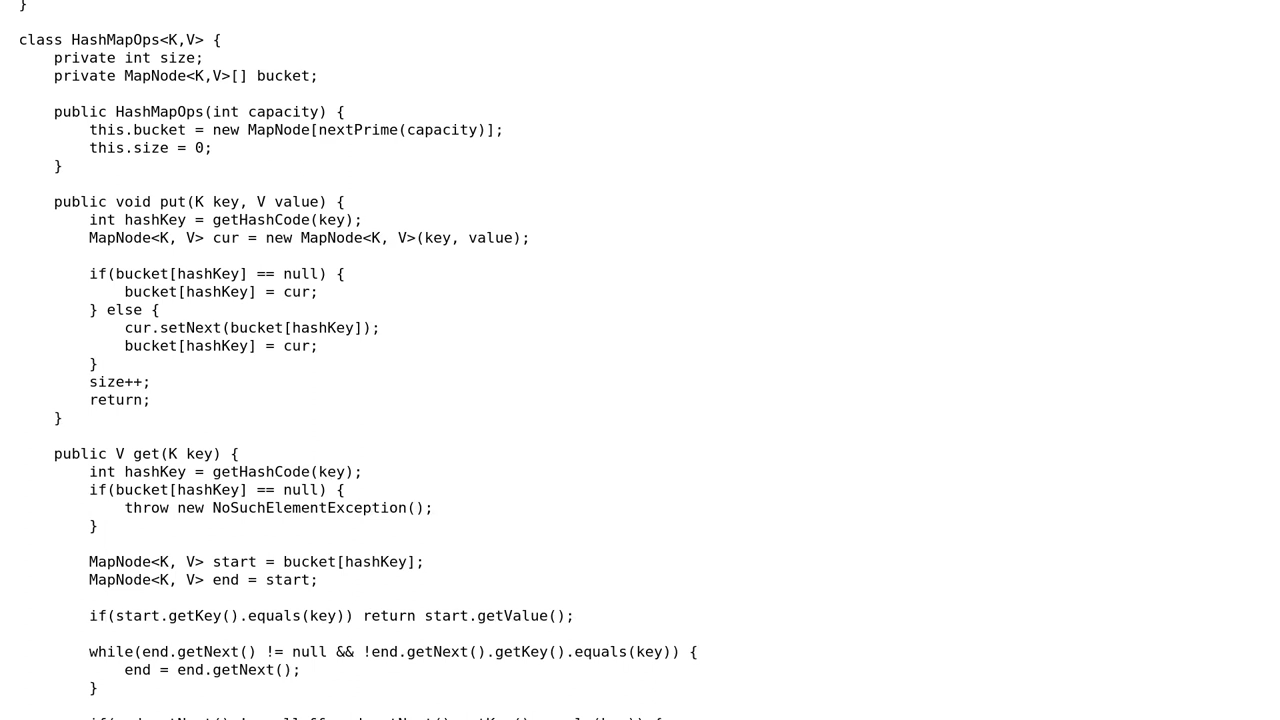 }
class HashMapOps<K,V> {
    private int size;
    private MapNode<K,V>[] bucket;

    public HashMapOps(int capacity) {
        this.bucket = new MapNode[nextPrime(capacity)];
        this.size = 0;
    }

    public void put(K key, V value) {
        int hashKey = getHashCode(key);
        MapNode<K, V> cur = new MapNode<K, V>(key, value);

        if(bucket[hashKey] == null) {
            bucket[hashKey] = cur;
        } else {
            cur.setNext(bucket[hashKey]);
            bucket[hashKey] = cur;
        }
        size++;
        return;
    }

    public V get(K key) {
        int hashKey = getHashCode(key);
        if(bucket[hashKey] == null) {
            throw new NoSuchElementException();
        }

        MapNode<K, V> start = bucket[hashKey];
        MapNode<K, V> end = start;

        if(start.getKey().equals(key)) return start.getValue();

        while(end.getNext() != null && !end.getNext().getKey().equals(key)) {
            end = end.getNext();
        }